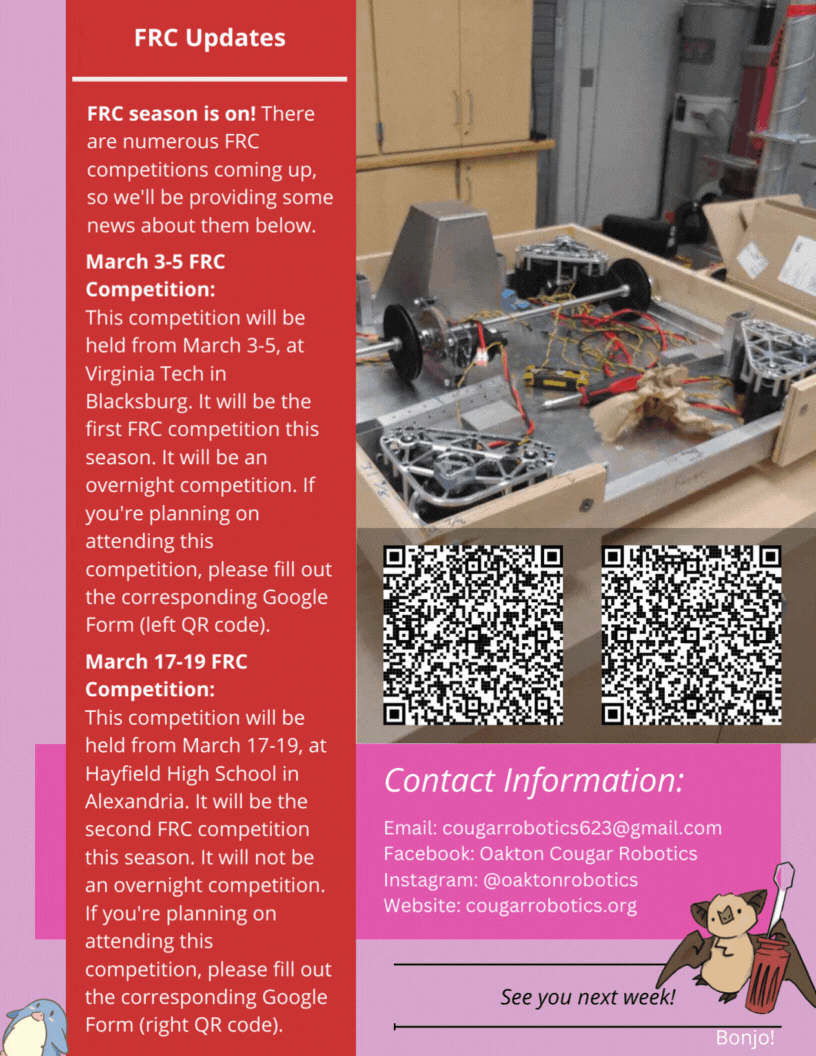 FRC Updates
FRC season is on! There
are numerous FRC
competitions coming up,
so we'll be providing some
news about them below.
March 3-5 FRC
Competition:
This competition will be
held from March 3-5, at
Virginia Tech in
Blacksburg. It will be the
first FRC competition this
season. It will be an
overnight competition. If
you're planning on
attending this
competition, please fill out
the corresponding Google
Form (left QR code).
March 17-19 FRC
Competition:
This competition will be
held from March 17-19, at
Hayfield High School in
Alexandria. It will be the
second FRC competition
this season. It will not be
an overnight competition.
If you're planning on
attending this
competition, please fill out
the corresponding Google
Form (right QR code).
Contact Information:
Email: cougarrobotics623@gmail.com
Facebook: Oakton Cougar Robotics
Instagram: @oaktonrobotics
Website: cougarrobotics.org
See you next week!
Bonjo!